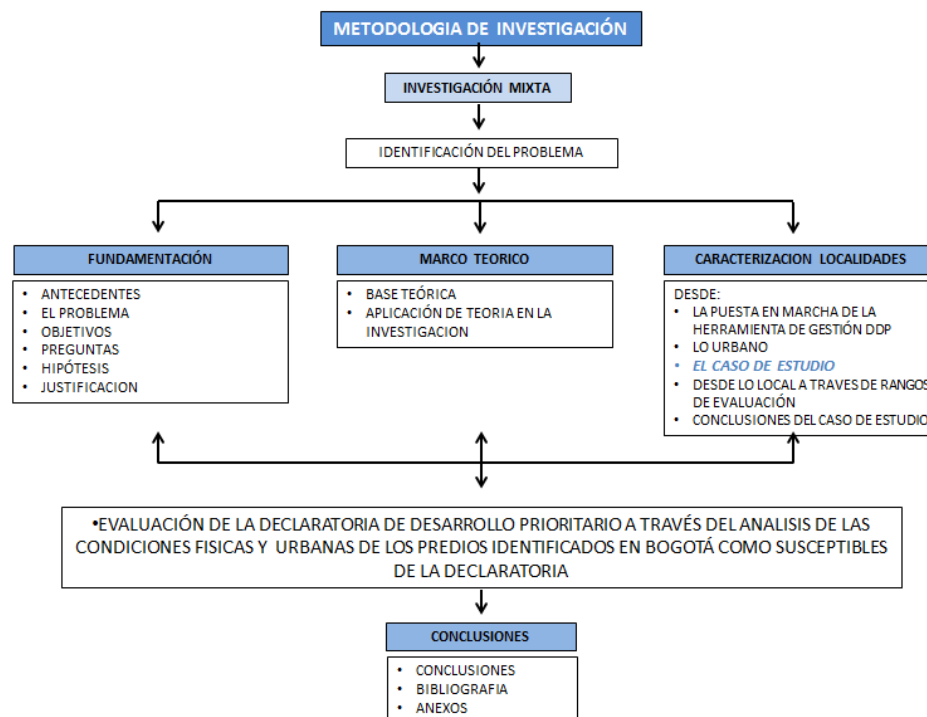 METODOLOGIA DE INVESTIGACIÓN
INVESTIGACIÓN MIXTA
IDENTIFICACIÓN DEL PROBLEMA
FUNDAMENTACIÓN
• ANTECEDENTES
• EL PROBLEMA
• OBJETIVOS
• PREGUNTAS
• HIPÓTESIS
• JUSTIFICACION
MARCO TEORICO
• BASE TEÓRICA
• APLICACIÓN DE TEORIA EN LA
INVESTIGACION
CARACTERIZACION LOCALIDADES
DESDE:
• LA PUESTA EN MARCHA DE LA
HERRAMIENTA DE GESTIÓN DDP
• LO URBANO
• EL CASO DE ESTUDIO
• DESDE LO LOCAL A TRAVES DE RANGOS
DE EVALUACIÓN
• CONCLUSIONES DEL CASO DE ESTUDIO
•EVALUACIÓN DE LA DECLARATORIA DE DESARROLLO PRIORITARIO A TRAVÉS DEL ANALISIS DE LAS
CONDICIONES FISICAS Y URBANAS DE LOS PREDIOS IDENTIFICADOS EN BOGOTÁ COMO SUSCEPTIBLES
DE LA DECLARATORIA
CONCLUSIONES
• CONCLUSIONES
• BIBLIOGRAFIA
• ANEXOS